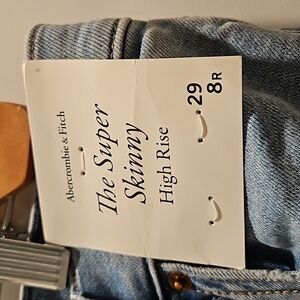 Abercrombie & Fitch
The Super
Skinny
High Rise
29
8R